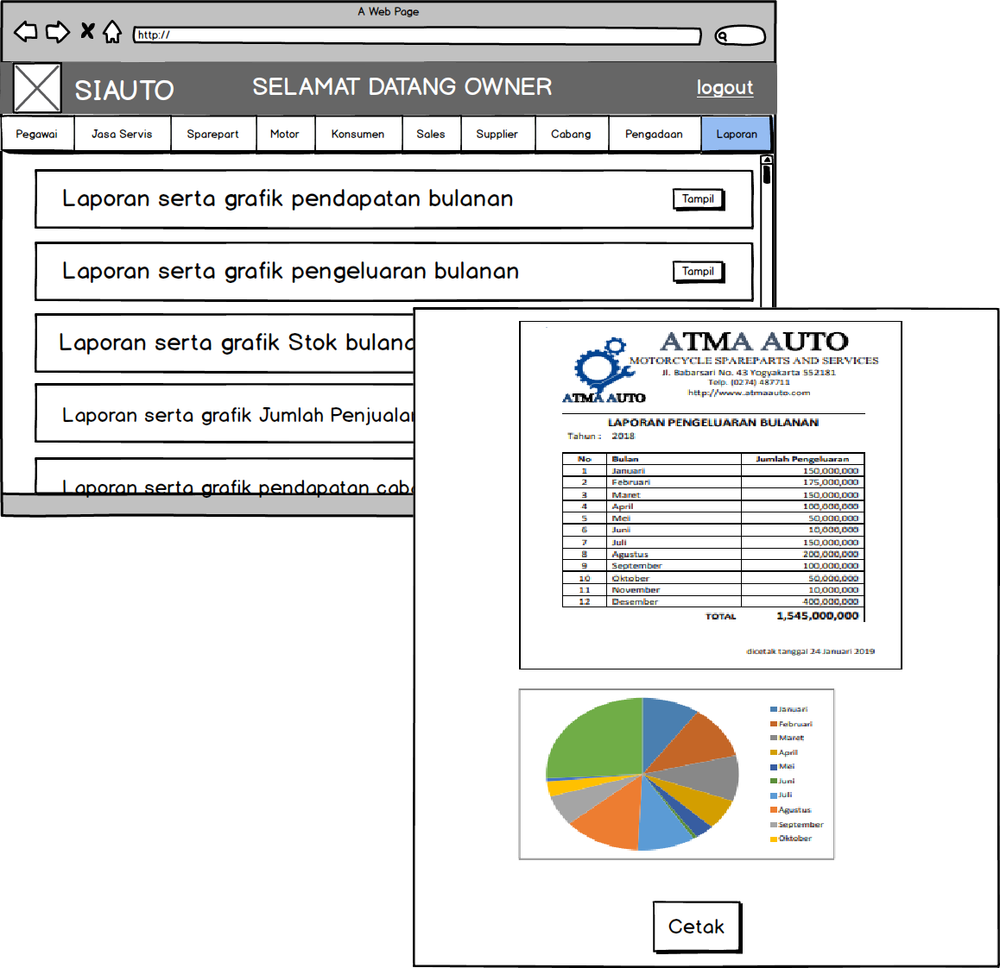 A Web Page
http://
SIAUTO
SELAMAT DATANG OWNER
logout
Pegawai
Jasa Servis
Sparepart
Motor
Konsumen
Sales
Supplier
Cabang
Pengadaan
Laporan
Laporan serta grafik pendapatan bulanan
Tampil
Laporan serta grafik pengeluaran bulanan
Tampil
Laporan serta grafik Stok bulana
Laporan serta grafik Jumlah Penjualan
Laporan serta grafik pendapatan caba
ATMA AUTO
MOTORCYCLE SPAREPARTS AND SERVICES
Jl. Babarsari No. 43 Yogyakarta 552181
Telp. (0274) 487711
http://www.atmaauto.com
ATMA AUTO
LAPORAN PENGELUARAN BULANAN
Tahun : 2018
No Bulan Jumlah Pengeluaran
1 Januari 150,000,000
2 Februari 175,000,000
3 Maret 150,000,000
4 April 100,000,000
5 Mei 50,000,000
6 Juni 10,000,000
7 Juli 150,000,000
8 Agustus 200,000,000
9 September 100,000,000
10 Oktober 50,000,000
11 November 10,000,000
12 Desember 400,000,000
TOTAL 1,545,000,000
dicetak tanggal 24 Januari 2019
Januari
Februari
Maret
April
Mei
Juni
Juli
Agustus
September
Oktober
Cetak